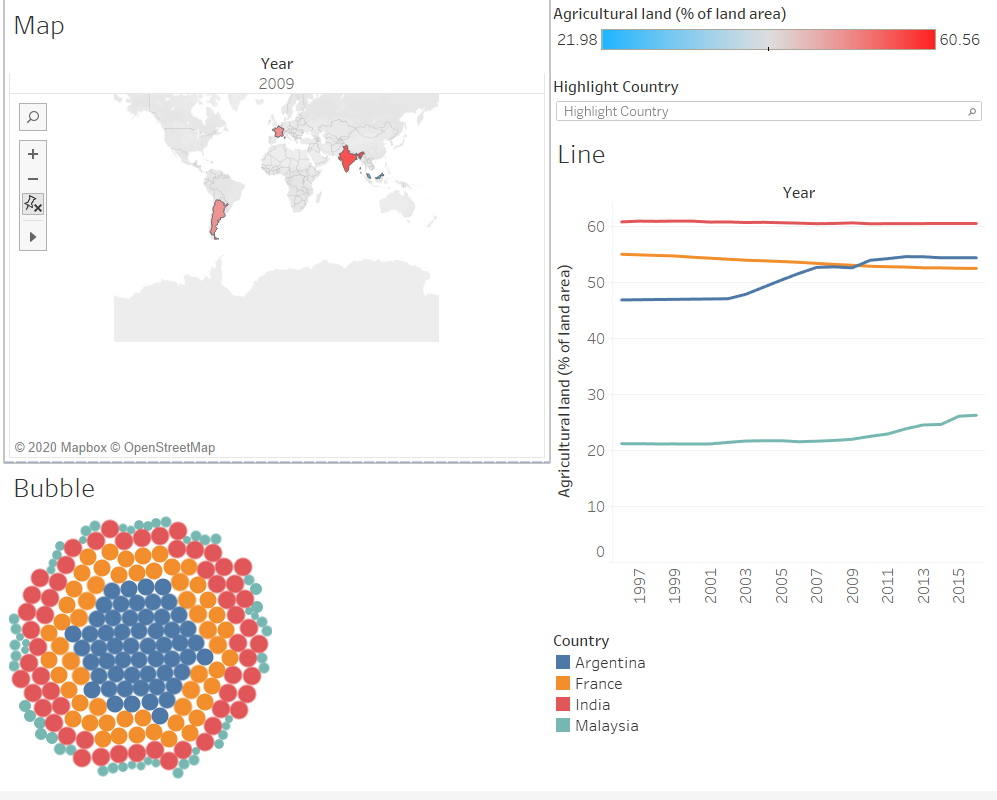 Map
Year
2009
© 2020 Mapbox © OpenStreetMap
Bubble
Agricultural land (% of land area)
21.98 60.56
Highlight Country
Highlight Country
Line
Year
Agricultural land (% of land area)
60
50
40
30
20
10
0
1997 1999 2001 2003 2005 2007 2009 2011 2013 2015
Country
Argentina
France
India
Malaysia